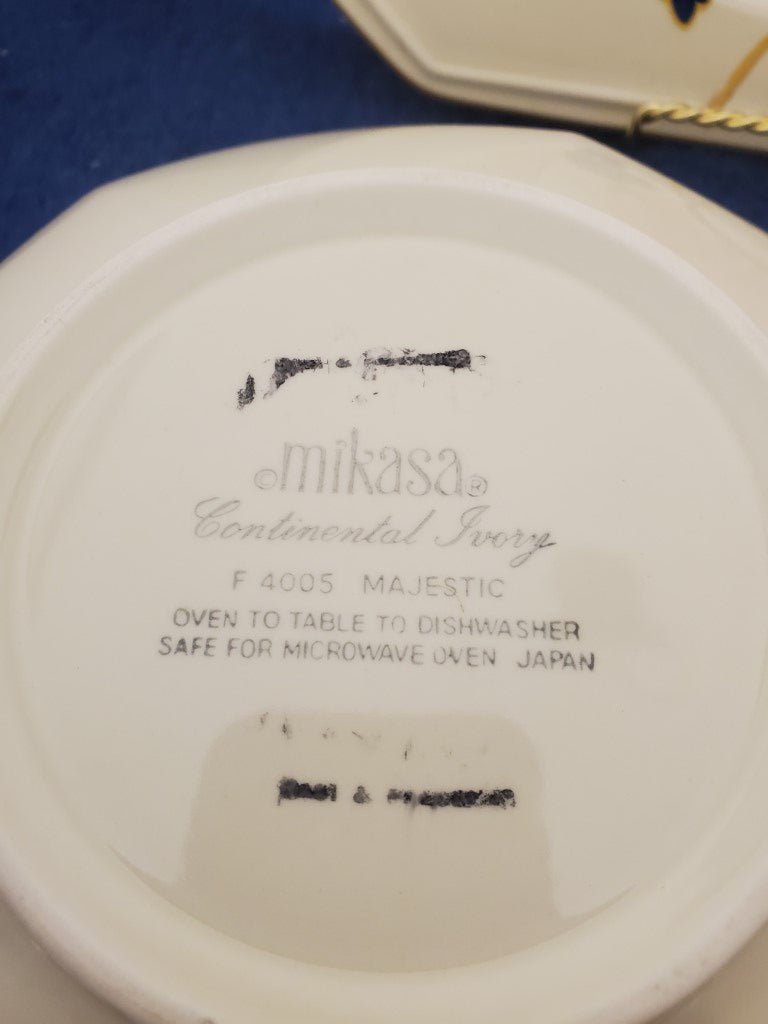 ©mikasa®
Continental Ivory
F 4005 MAJESTIC
OVEN TO TABLE TO DISHWASHER
SAFE FOR MICROWAVE OVEN JAPAN